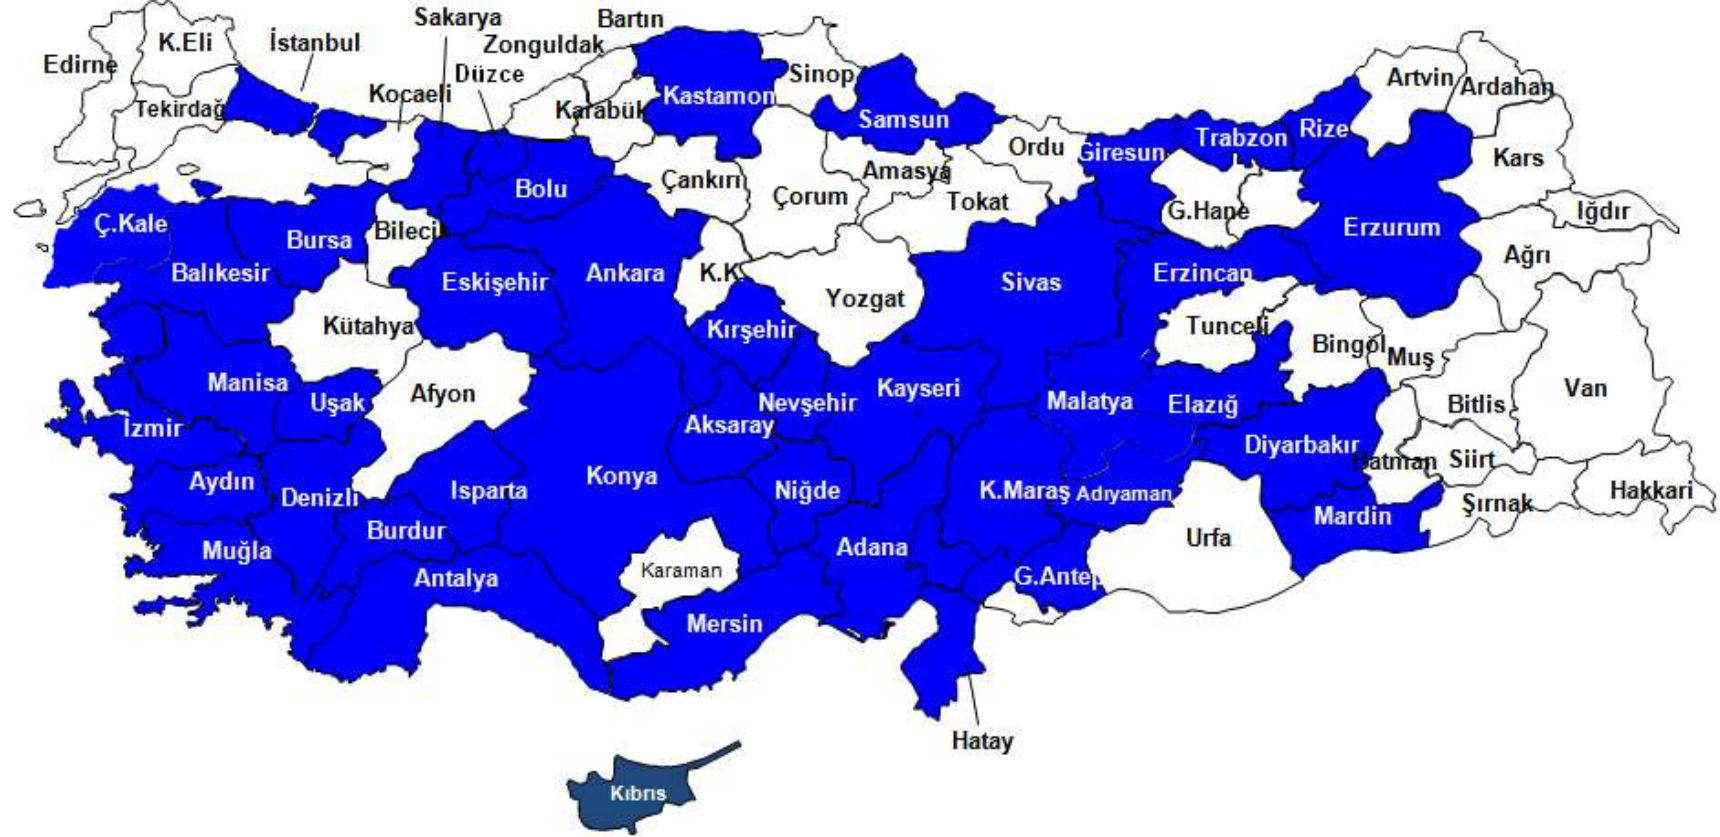 Sakarya
Bartın
K.Eli
İstanbul
Zonguldak
Edirne
Düzce
Sinop
Artvin
Ardahan
Kocaeli
Kastamon
Tekirdağ
Karabük
Samsun
Rize
Trabzon
Ordu
Giresun
Kars
Amasya
Çankırı
Bolu
Çorum
Tokat
G.Hane
Iğdır
Ç.Kale
Bursa
Bilecik
Erzurum
Ağrı
Balıkesir
Eskişehir
Ankara
K.K
Sivas
Erzincan
Yozgat
Kütahya
Kırşehir
Tunceli
Bingöl
Muş
Manisa
Uşak
Afyon
Nevşehir
Kayseri
Malatya
Elazığ
Bitlis
Van
İzmir
Aksaray
Diyarbakır
Batman
Siirt
Aydın
Denizli
Isparta
Konya
Niğde
K.Maraş
Adıyaman
Hakkari
Şırnak
Mardin
Burdur
Muğla
Adana
Urfa
Karaman
Antalya
G.Antep
Mersin
Hatay
Kıbrıs